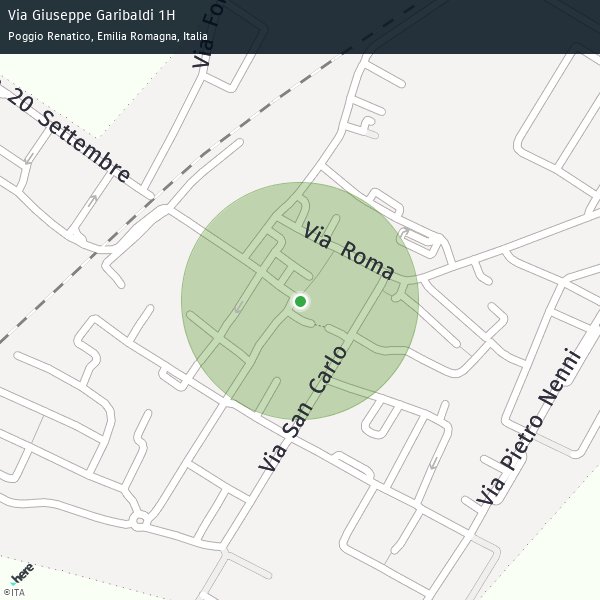 Via Giuseppe Garibaldi 1H
Poggio Renatico, Emilia Romagna, Italia
Via
20 Settembre
Via Roma
Via San Carlo
Via Pietro Nenni
here
©ITA